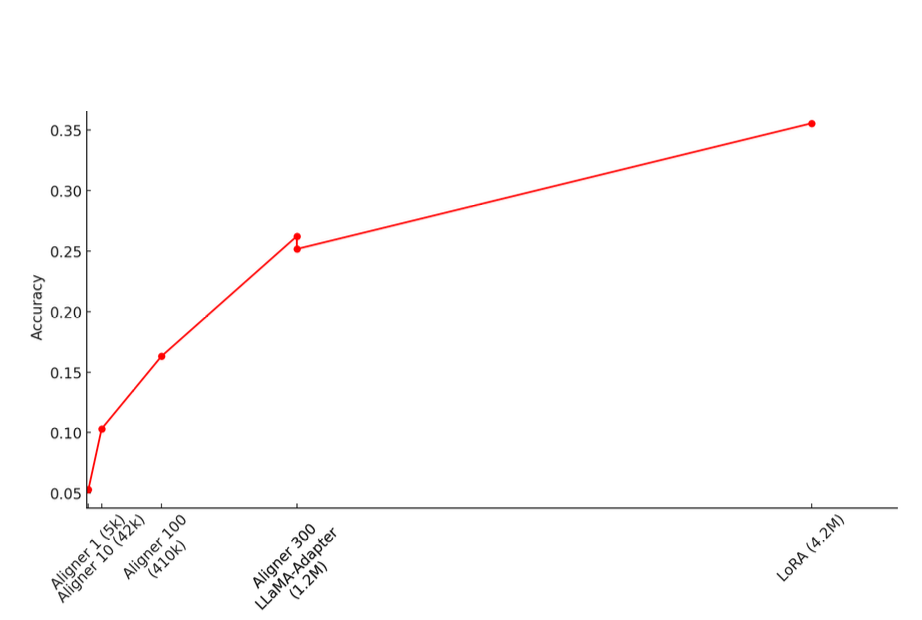 0.35
0.30
0.25
0.20
0.15
0.10
0.05
Accuracy
Aligner 1 (5k)
Aligner 10 (42k)
Aligner 100
(410k)
Aligner 300
LLaMA-Adapter
(1.2M)
LoRA (4.2M)